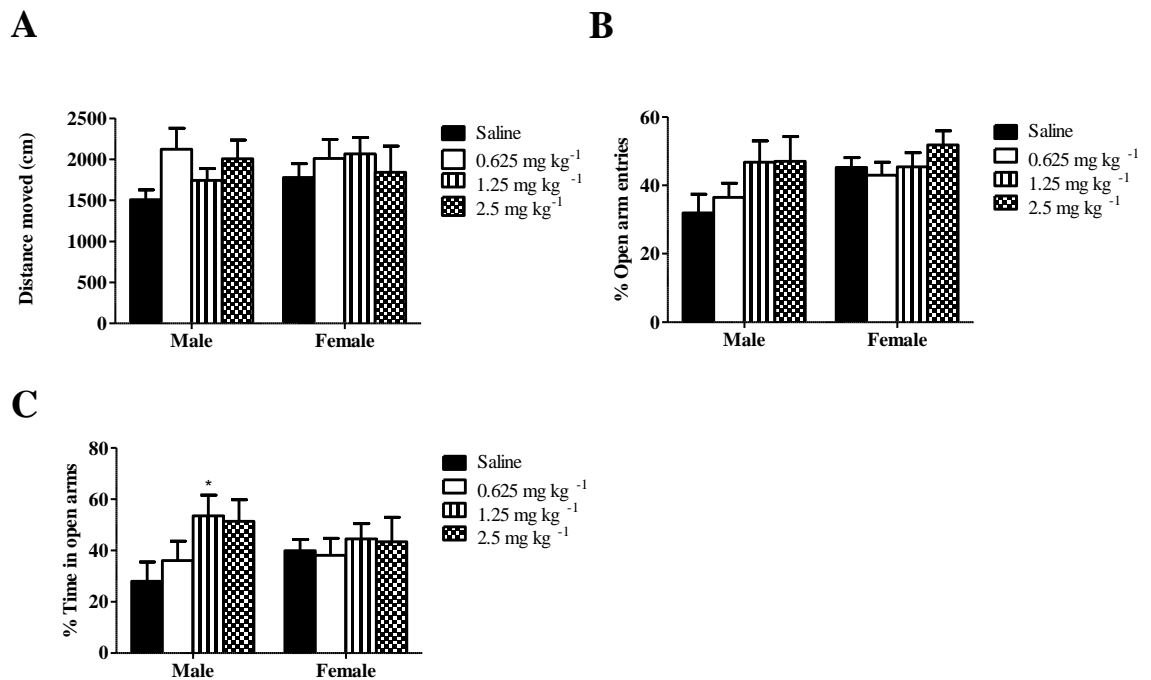 A
Distance moved (cm)
2500
2000
1500
1000
500
0
Male
Female
Saline
0.625 mg kg⁻¹
1.25 mg kg⁻¹
2.5 mg kg⁻¹
B
% Open arm entries
60
40
20
0
Male
Female
Saline
0.625 mg kg⁻¹
1.25 mg kg⁻¹
2.5 mg kg⁻¹
C
% Time in open arms
80
60
40
20
0
*
Male
Female
Saline
0.625 mg kg⁻¹
1.25 mg kg⁻¹
2.5 mg kg⁻¹